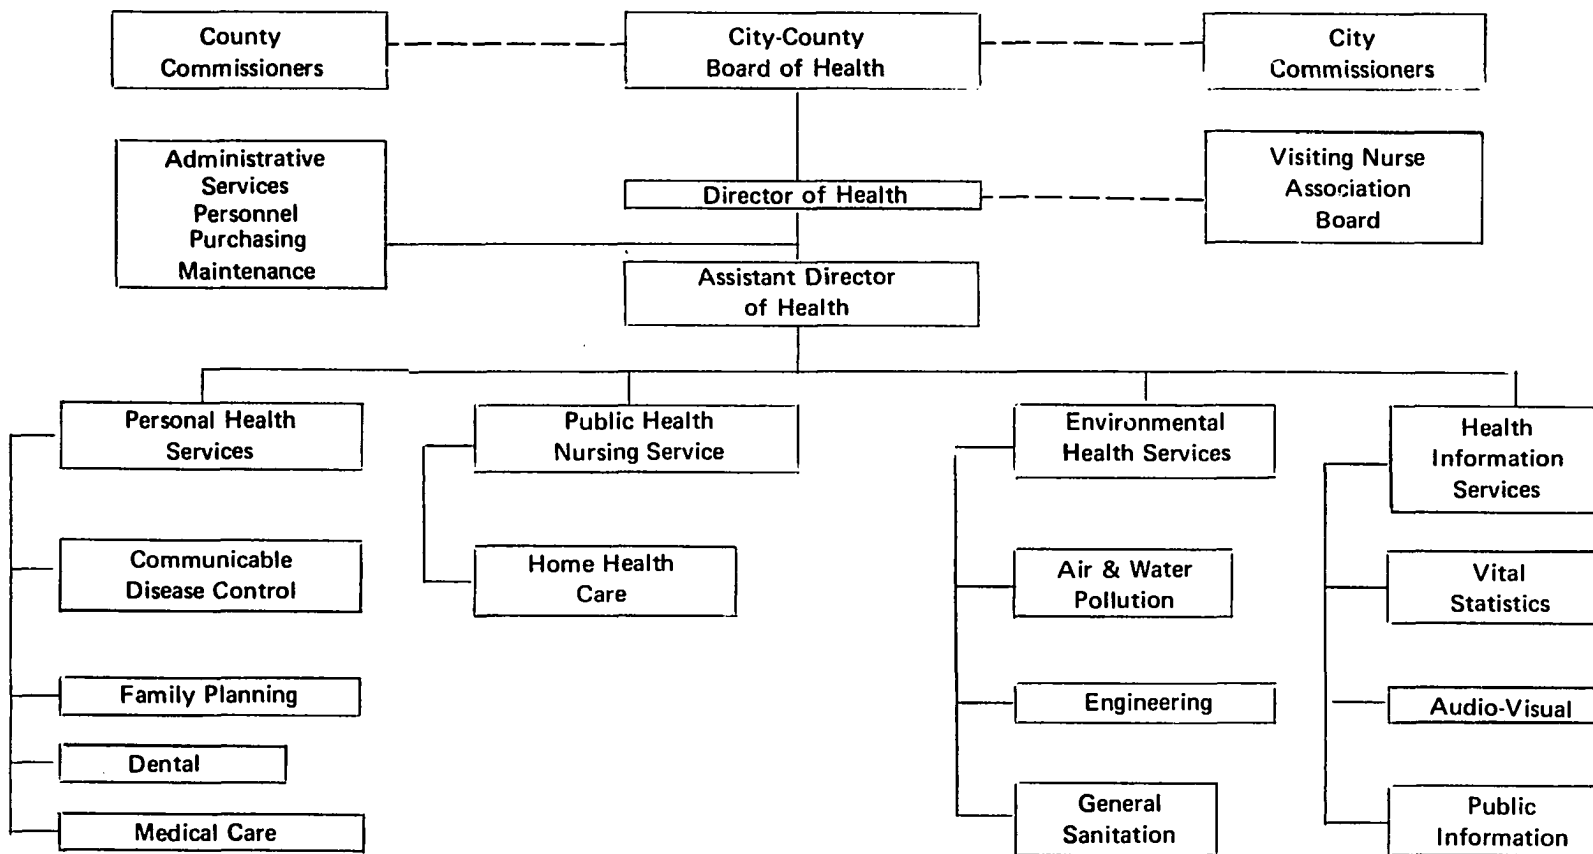 County
Commissioners
City-County
Board of Health
City
Commissioners
Administrative
Services
Personnel
Purchasing
Maintenance
Director of Health
Visiting Nurse
Association
Board
Assistant Director
of Health
Personal Health
Services
Public Health
Nursing Service
Environmental
Health Services
Health
Information
Services
Communicable
Disease Control
Home Health
Care
Air & Water
Pollution
Vital
Statistics
Family Planning
Engineering
Audio-Visual
Dental
Medical Care
General
Sanitation
Public
Information